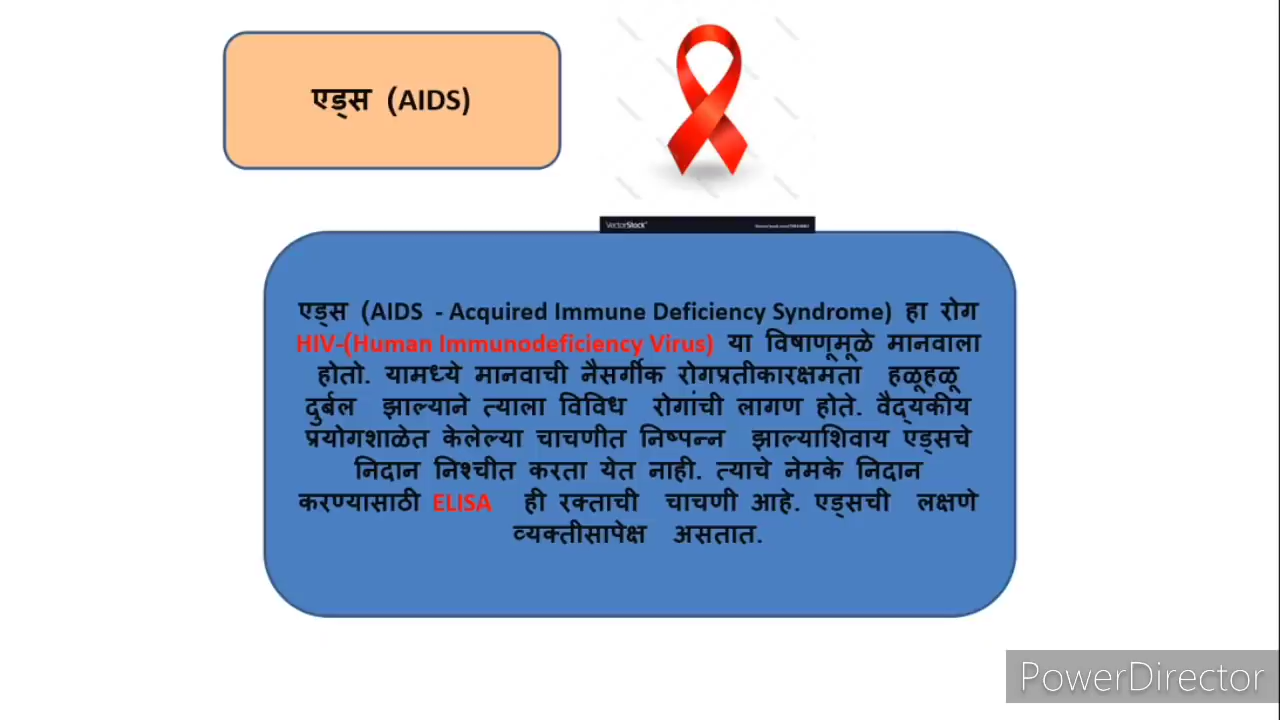 एड्स (AIDS)
VectorStock
एड्स (AIDS - Acquired Immune Deficiency Syndrome) हा रोग
HIV-(Human Immunodeficiency Virus) या विषाणूमूळे मानवाला
होतो. यामध्ये मानवाची नैसर्गीक रोगप्रतीकारक्षमता हळूहळू
दुर्बल झाल्याने त्याला विविध रोगांची लागण होते. वैद्यकीय
प्रयोगशाळेत केलेल्या चाचणीत निष्पन्न झाल्याशिवाय एड्सचे
निदान निश्चीत करता येत नाही. त्याचे नेमके निदान
करण्यासाठी ELISA ही रक्ताची चाचणी आहे. एड्सची लक्षणे
व्यक्तीसापेक्ष असतात.
PowerDirector